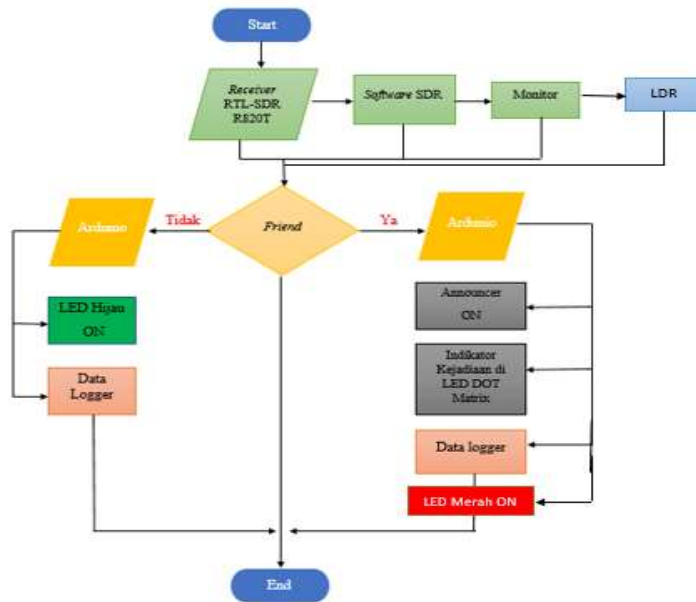 Start
Receiver
RTL-SDR
R820T
Software SDR
Monitor
LDR
Arduino
Tidak
Friend
Ya
Arduino
LED Hijau
ON
Data
Logger
Announcer
ON
Indikator
Kejadiaan di
LED DOT
Matrix
Data logger
LED Merah ON
End